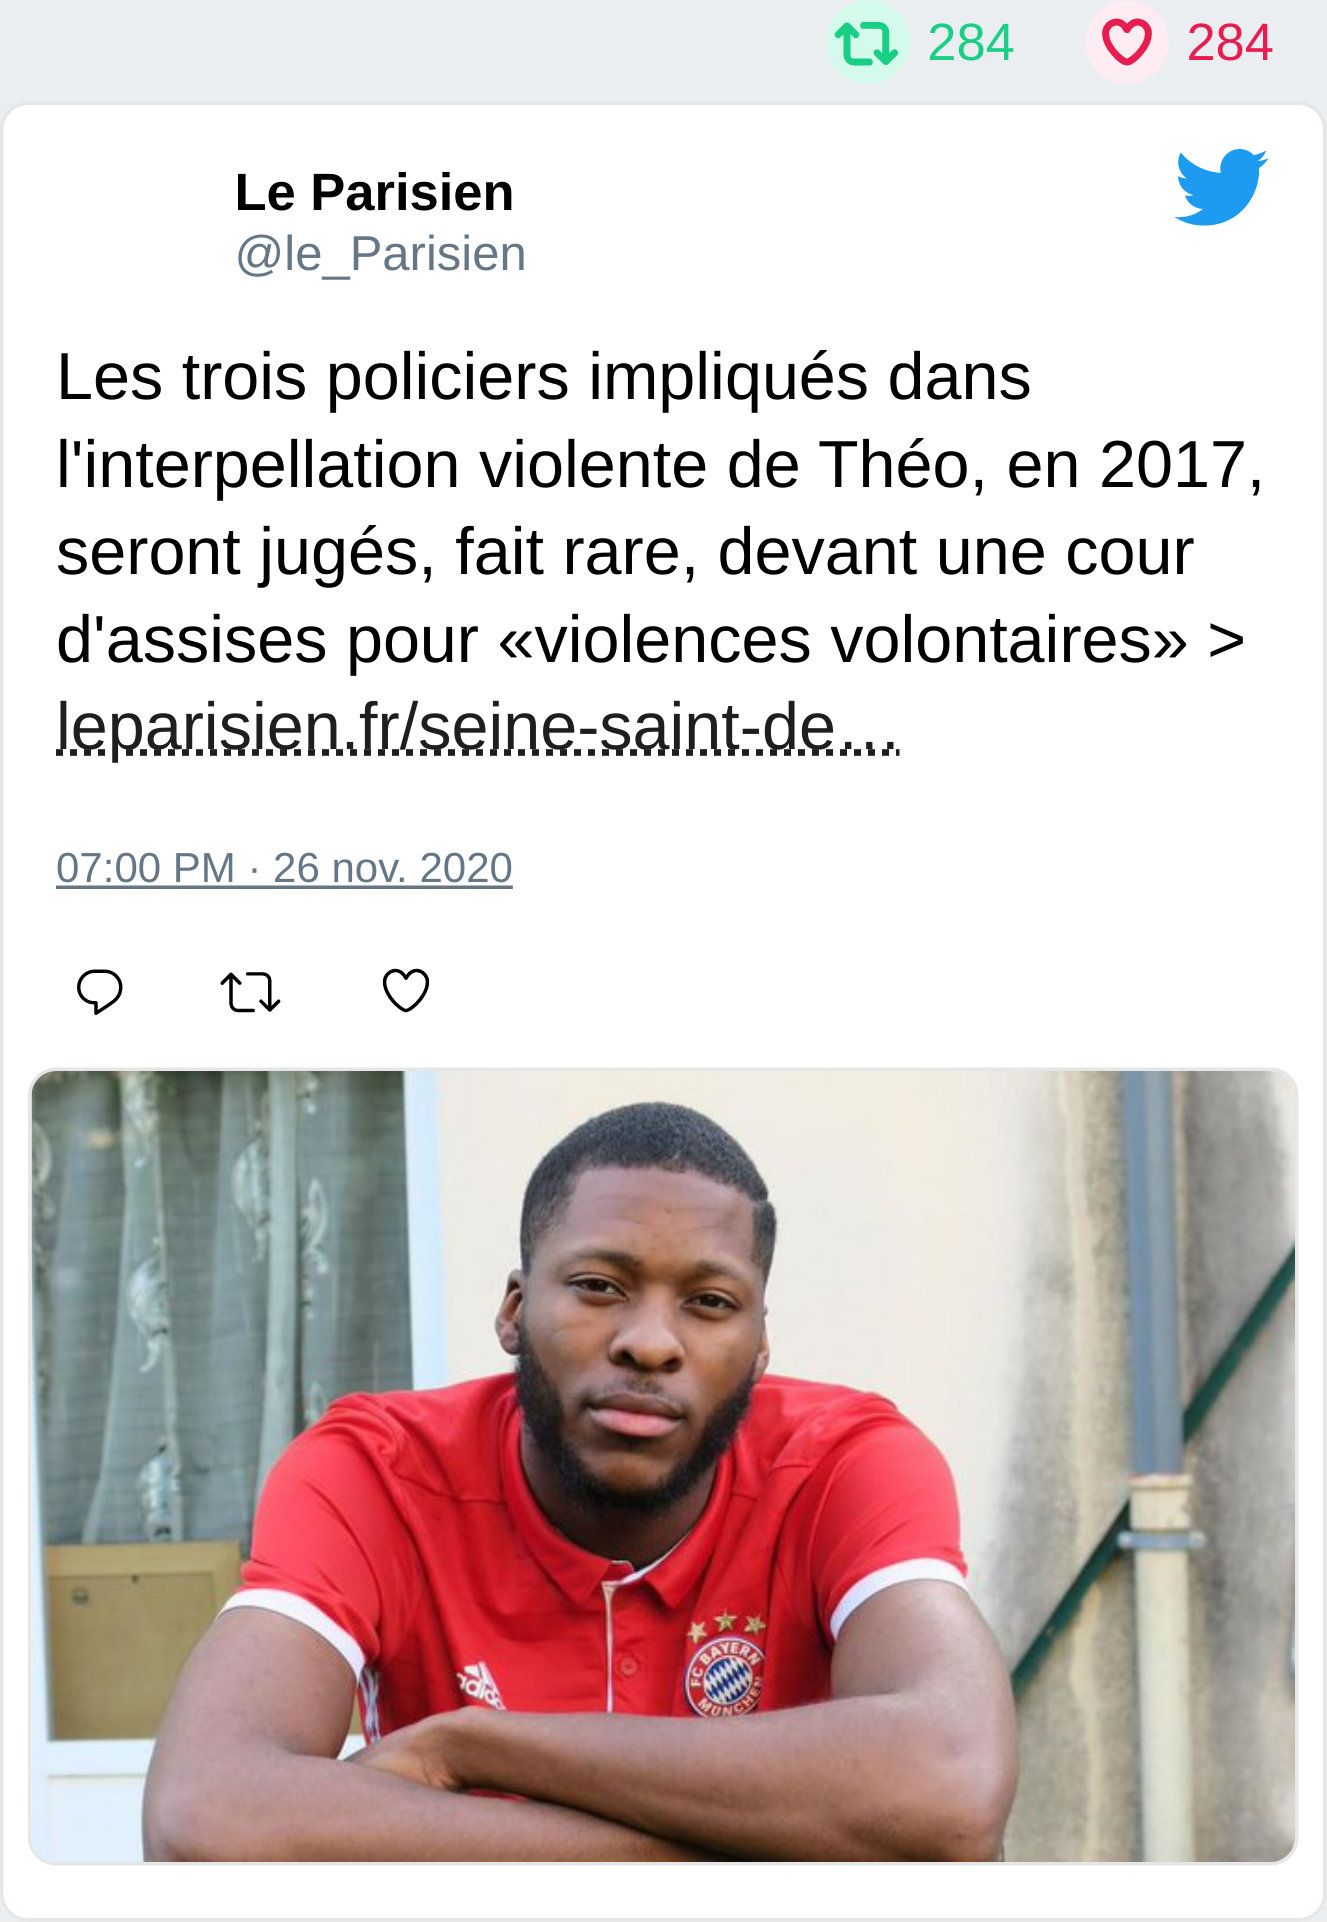 284 284
Le Parisien
@le_Parisien
Les trois policiers impliqués dans
l'interpellation violente de Théo, en 2017,
seront jugés, fait rare, devant une cour
d'assises pour «violences volontaires» >
leparisien.fr/seine-saint-de…
07:00 PM · 26 nov. 2020
adidas
FC BAYERN
MÜNCHEN